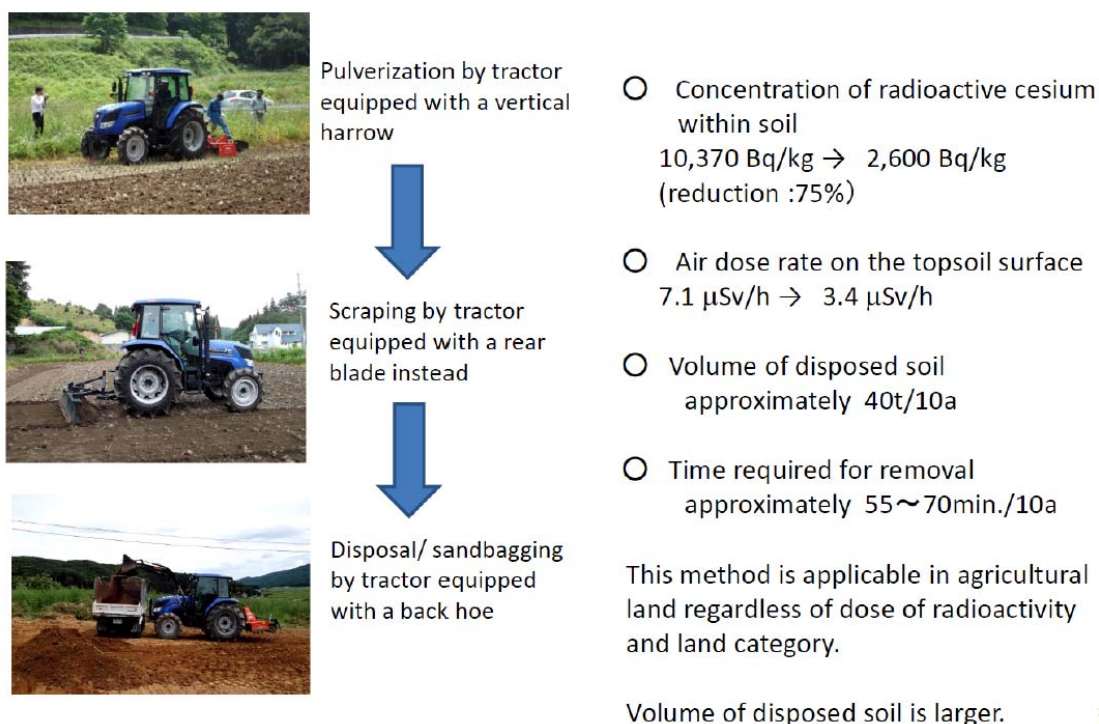 Pulverization by tractor
equipped with a vertical
harrow
Scraping by tractor
equipped with a rear
blade instead
Disposal/ sandbagging
by tractor equipped
with a back hoe
○ Concentration of radioactive cesium
within soil
10,370 Bq/kg → 2,600 Bq/kg
(reduction :75%)
○ Air dose rate on the topsoil surface
7.1 μSv/h → 3.4 μSv/h
○ Volume of disposed soil
approximately 40t/10a
○ Time required for removal
approximately 55～70min./10a
This method is applicable in agricultural
land regardless of dose of radioactivity
and land category.
Volume of disposed soil is larger.